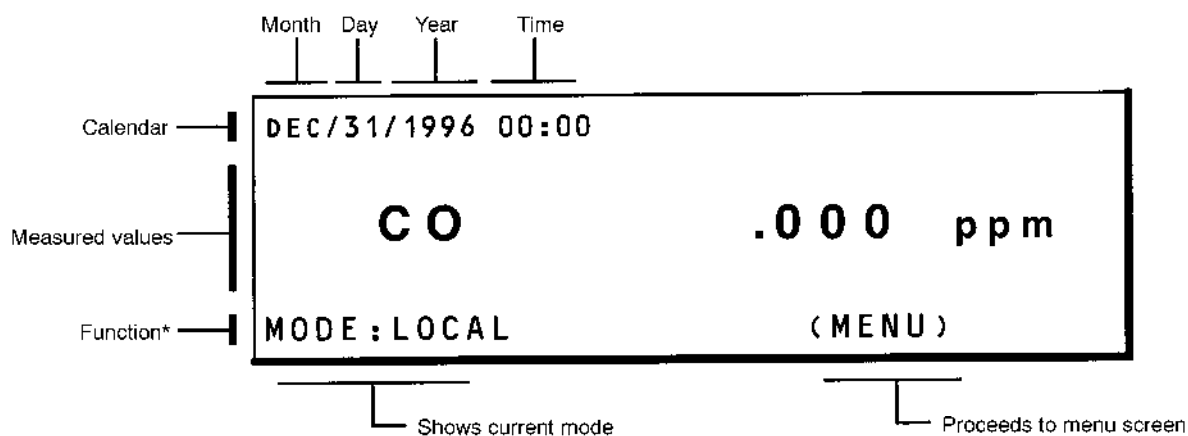 Month Day Year Time
Calendar
DEC/31/1996 00:00
Measured values
CO .000 ppm
Function*
MODE:LOCAL (MENU)
Shows current mode
Proceeds to menu screen